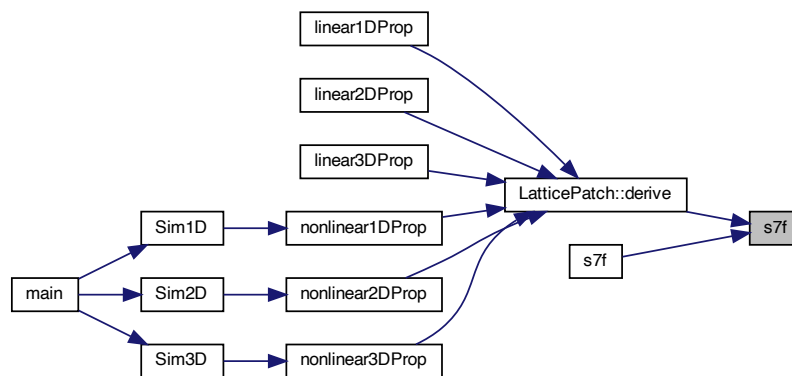 linear1DProp
linear2DProp
linear3DProp
LatticePatch::derive
Sim1D
nonlinear1DProp
s7f
s7f
main
Sim2D
nonlinear2DProp
Sim3D
nonlinear3DProp